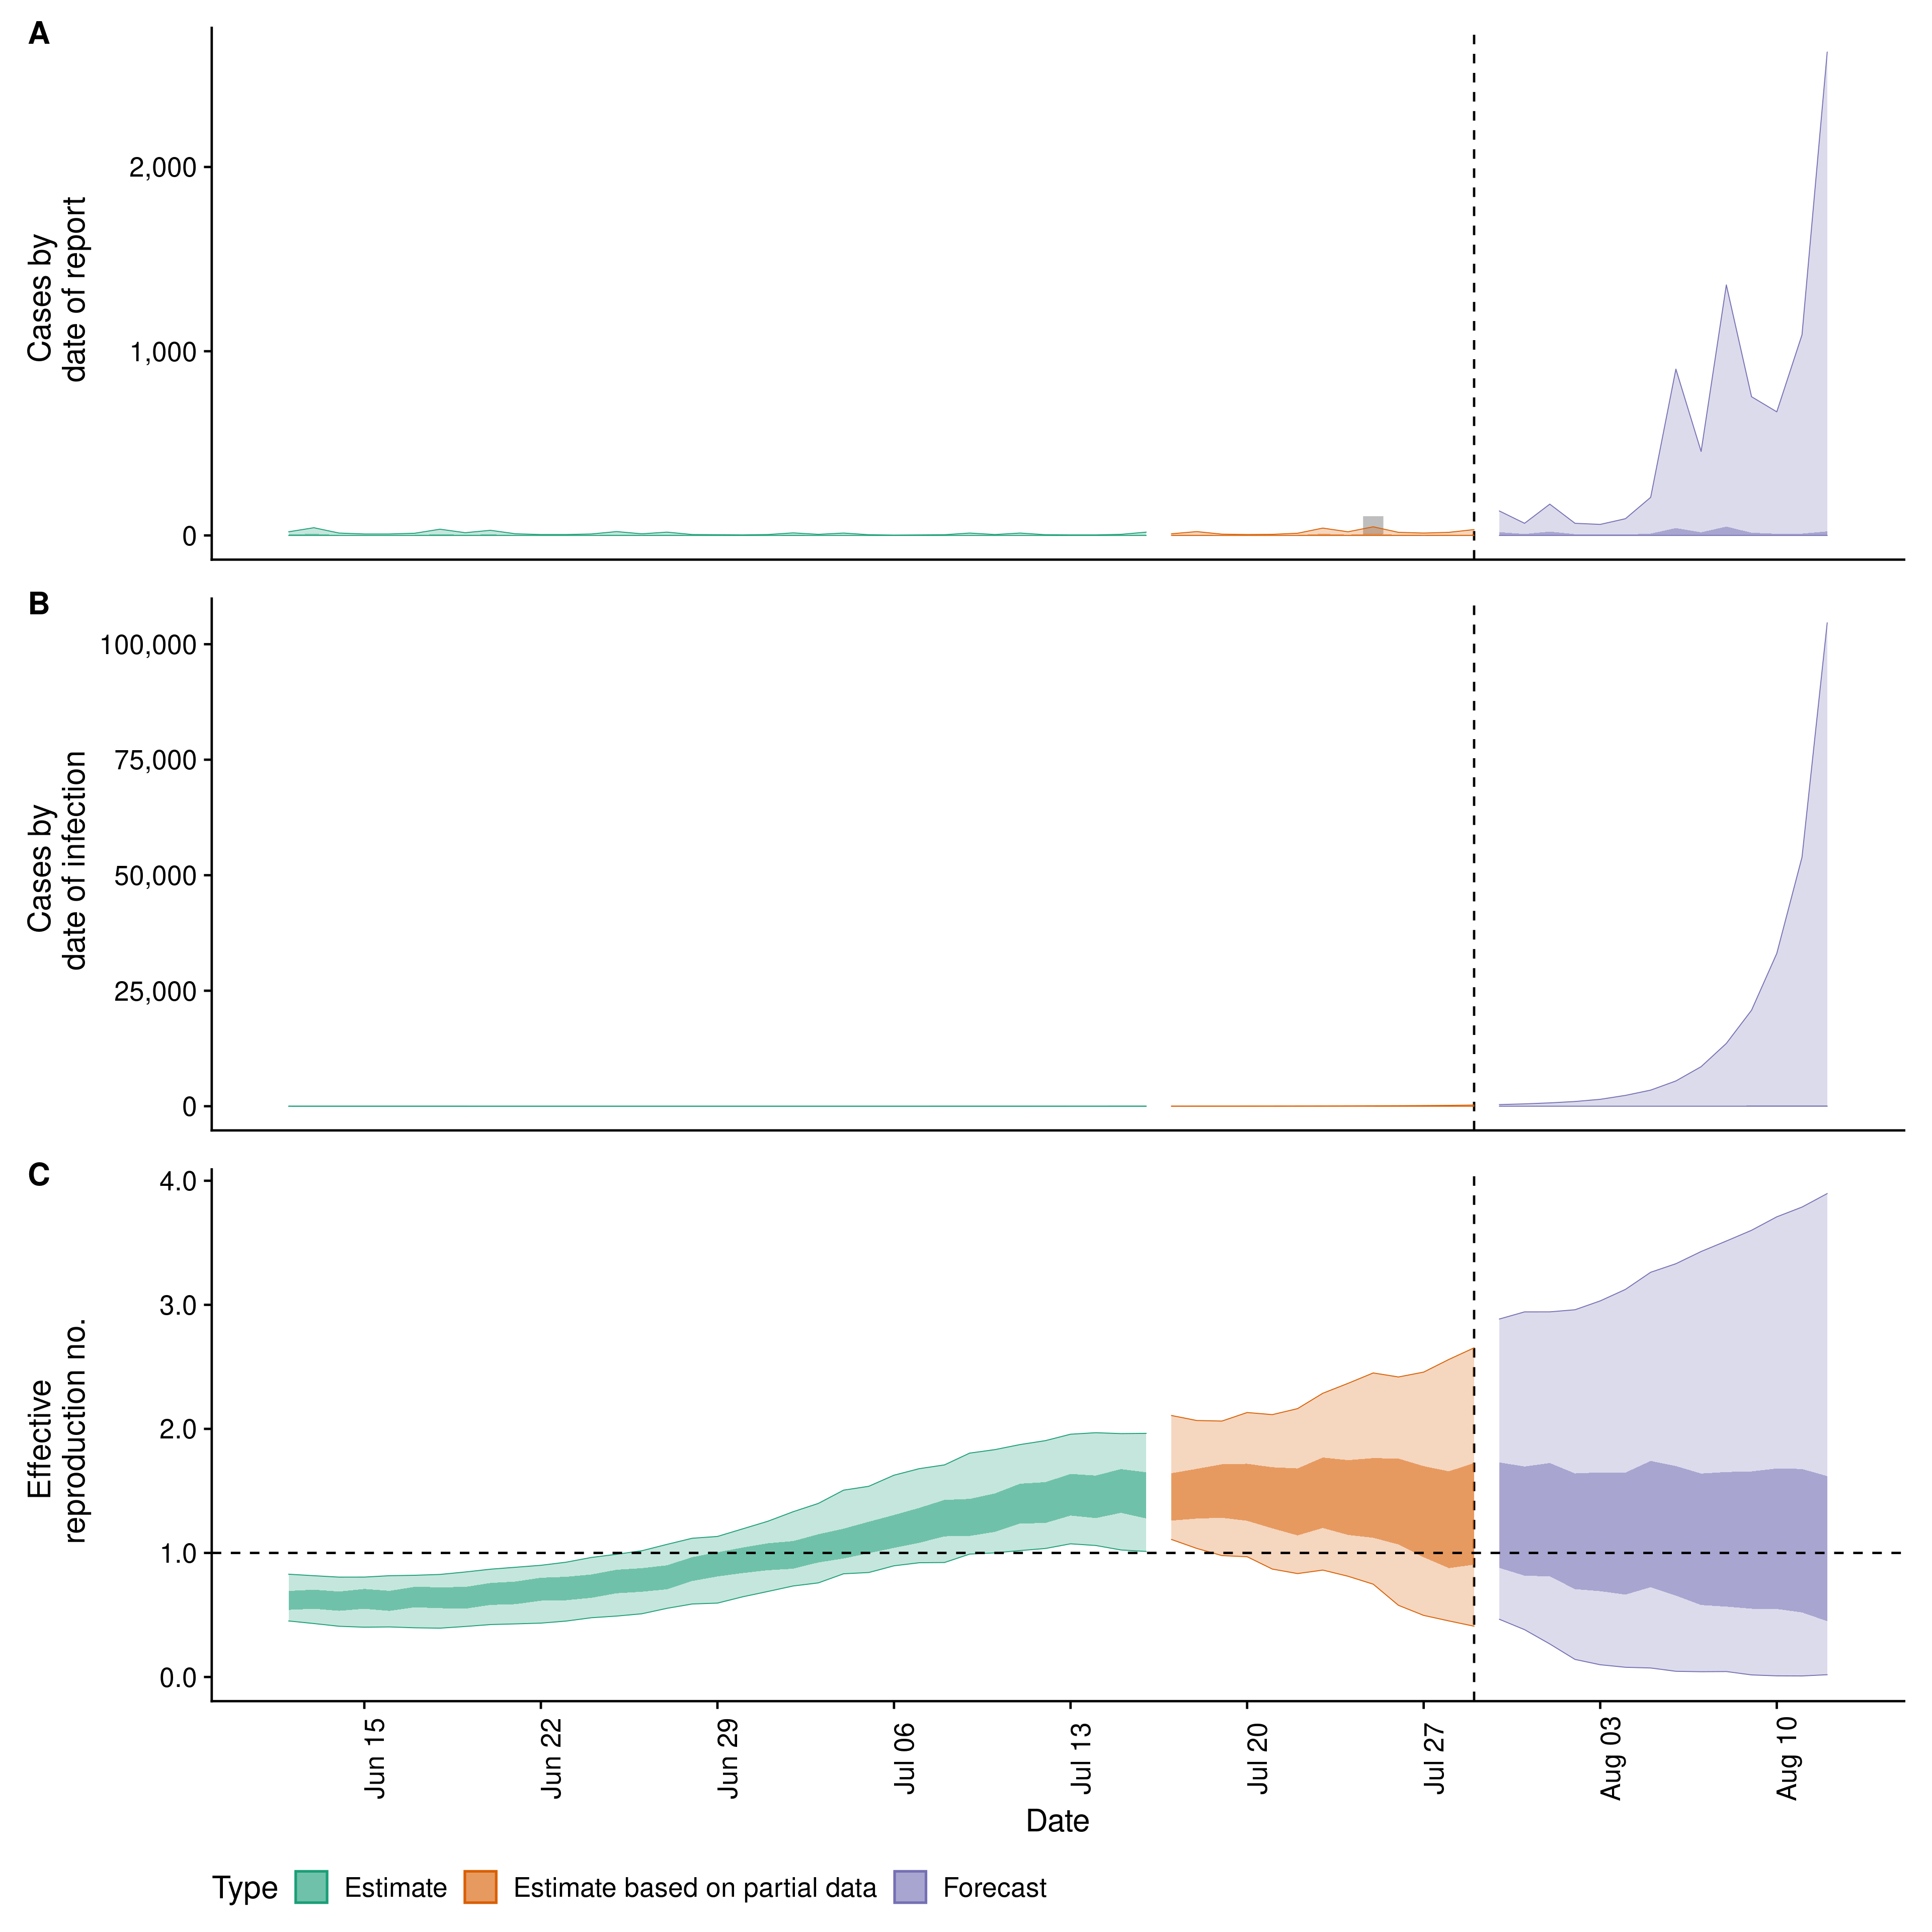 A
Cases by
date of report
2,000
1,000
0
B
Cases by
date of infection
100,000
75,000
50,000
25,000
0
C
Effective
reproduction no.
4.0
3.0
2.0
1.0
0.0
Jun 15
Jun 22
Jun 29
Jul 06
Jul 13
Jul 20
Jul 27
Aug 03
Aug 10
Date
Type Estimate Estimate based on partial data Forecast